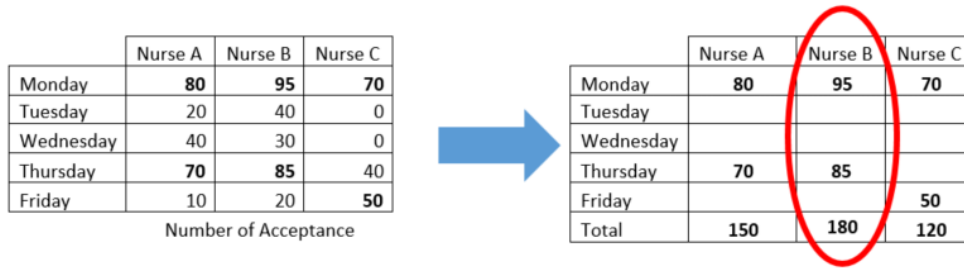 Nurse A Nurse B Nurse C
Monday 80 95 70
Tuesday 20 40 0
Wednesday 40 30 0
Thursday 70 85 40
Friday 10 20 50
Number of Acceptance
Nurse A Nurse B Nurse C
Monday 80 95 70
Tuesday
Wednesday
Thursday 70 85
Friday 50
Total 150 180 120